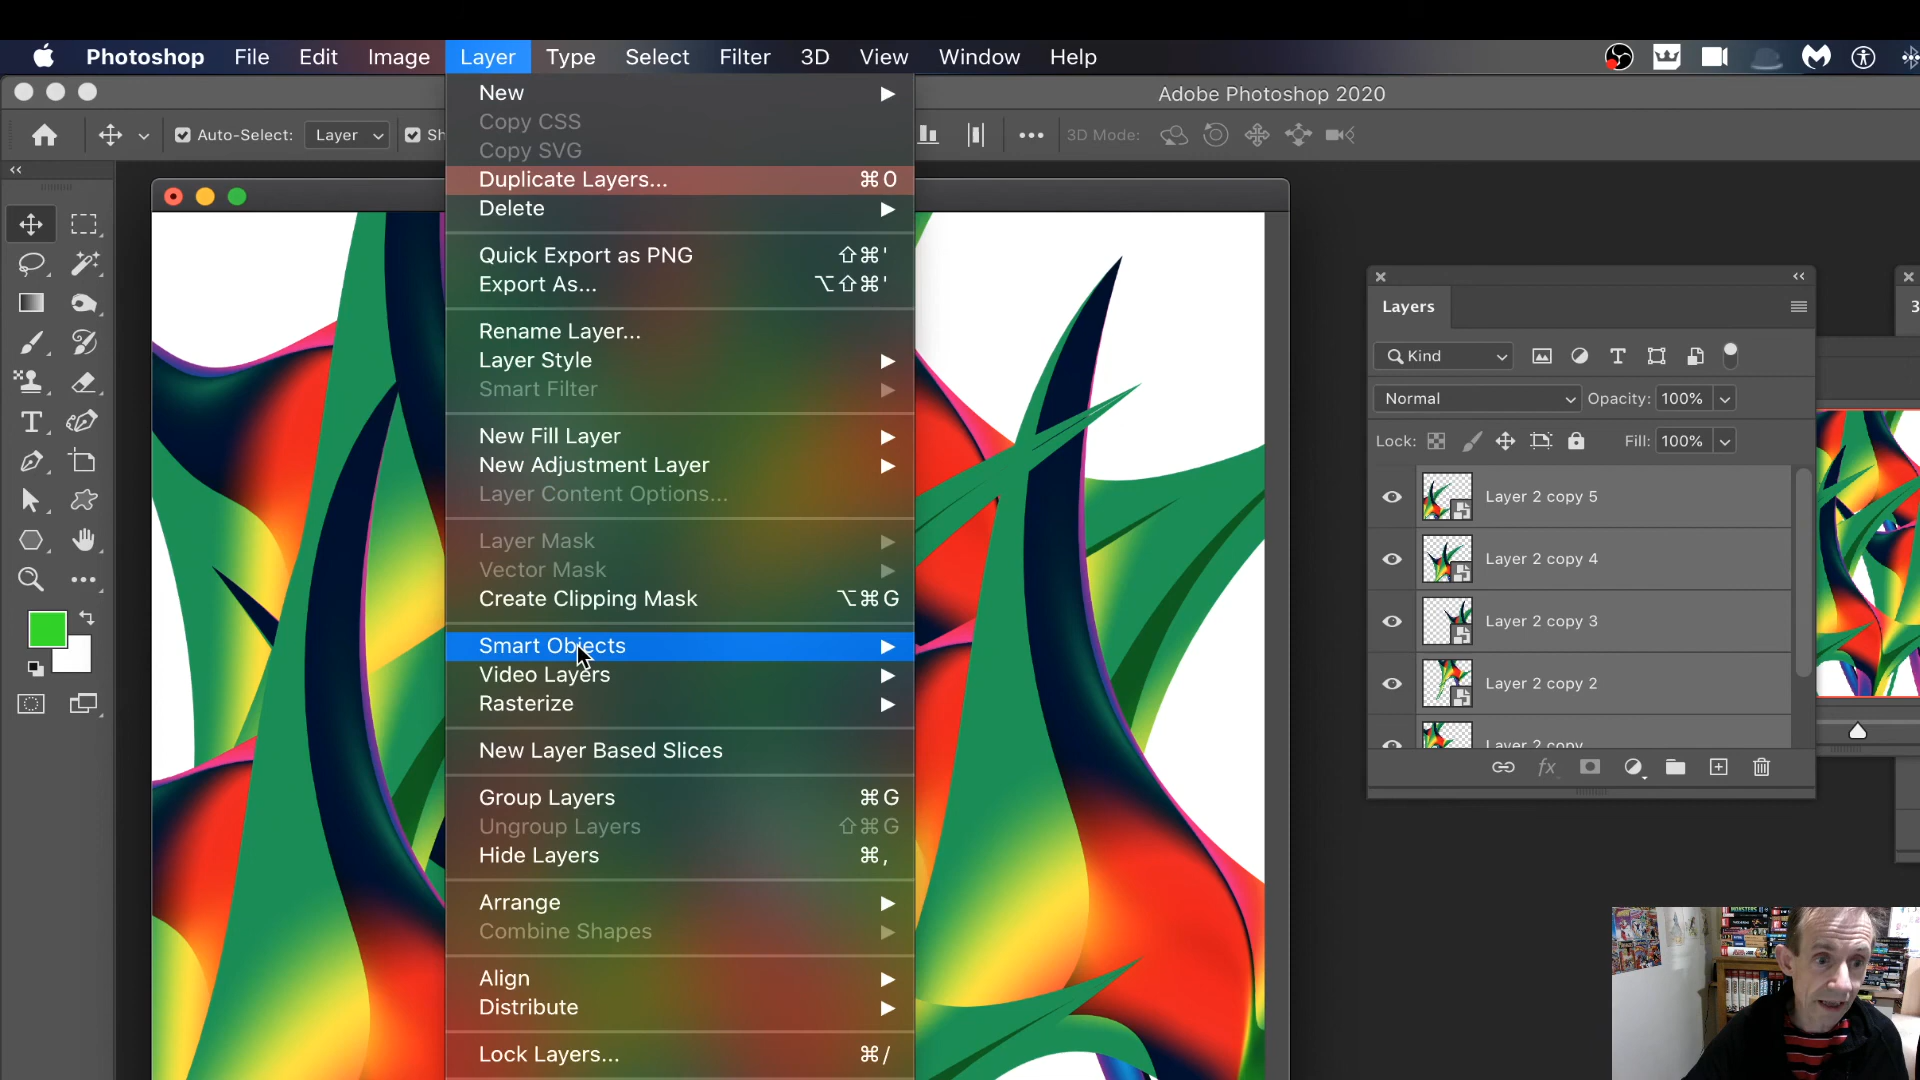 Photoshop File Edit Image Layer Type Select Filter 3D View Window Help
Adobe Photoshop 2020
Auto-Select: Layer Sh
3D Mode:
New
Copy CSS
Copy SVG
Duplicate Layers... ⌘O
Delete
Quick Export as PNG ⇧⌘'
Export As... ⌥⇧⌘'
Rename Layer...
Layer Style
Smart Filter
New Fill Layer
New Adjustment Layer
Layer Content Options...
Layer Mask
Vector Mask
Create Clipping Mask ⌥⌘G
Smart Objects
Video Layers
Rasterize
New Layer Based Slices
Group Layers ⌘G
Ungroup Layers ⇧⌘G
Hide Layers ⌘,
Arrange
Combine Shapes
Align
Distribute
Lock Layers... ⌘/
Layers
3
Kind
Normal Opacity: 100%
Lock: Fill: 100%
Layer 2 copy 5
Layer 2 copy 4
Layer 2 copy 3
Layer 2 copy 2
Layer 2 copy
fx